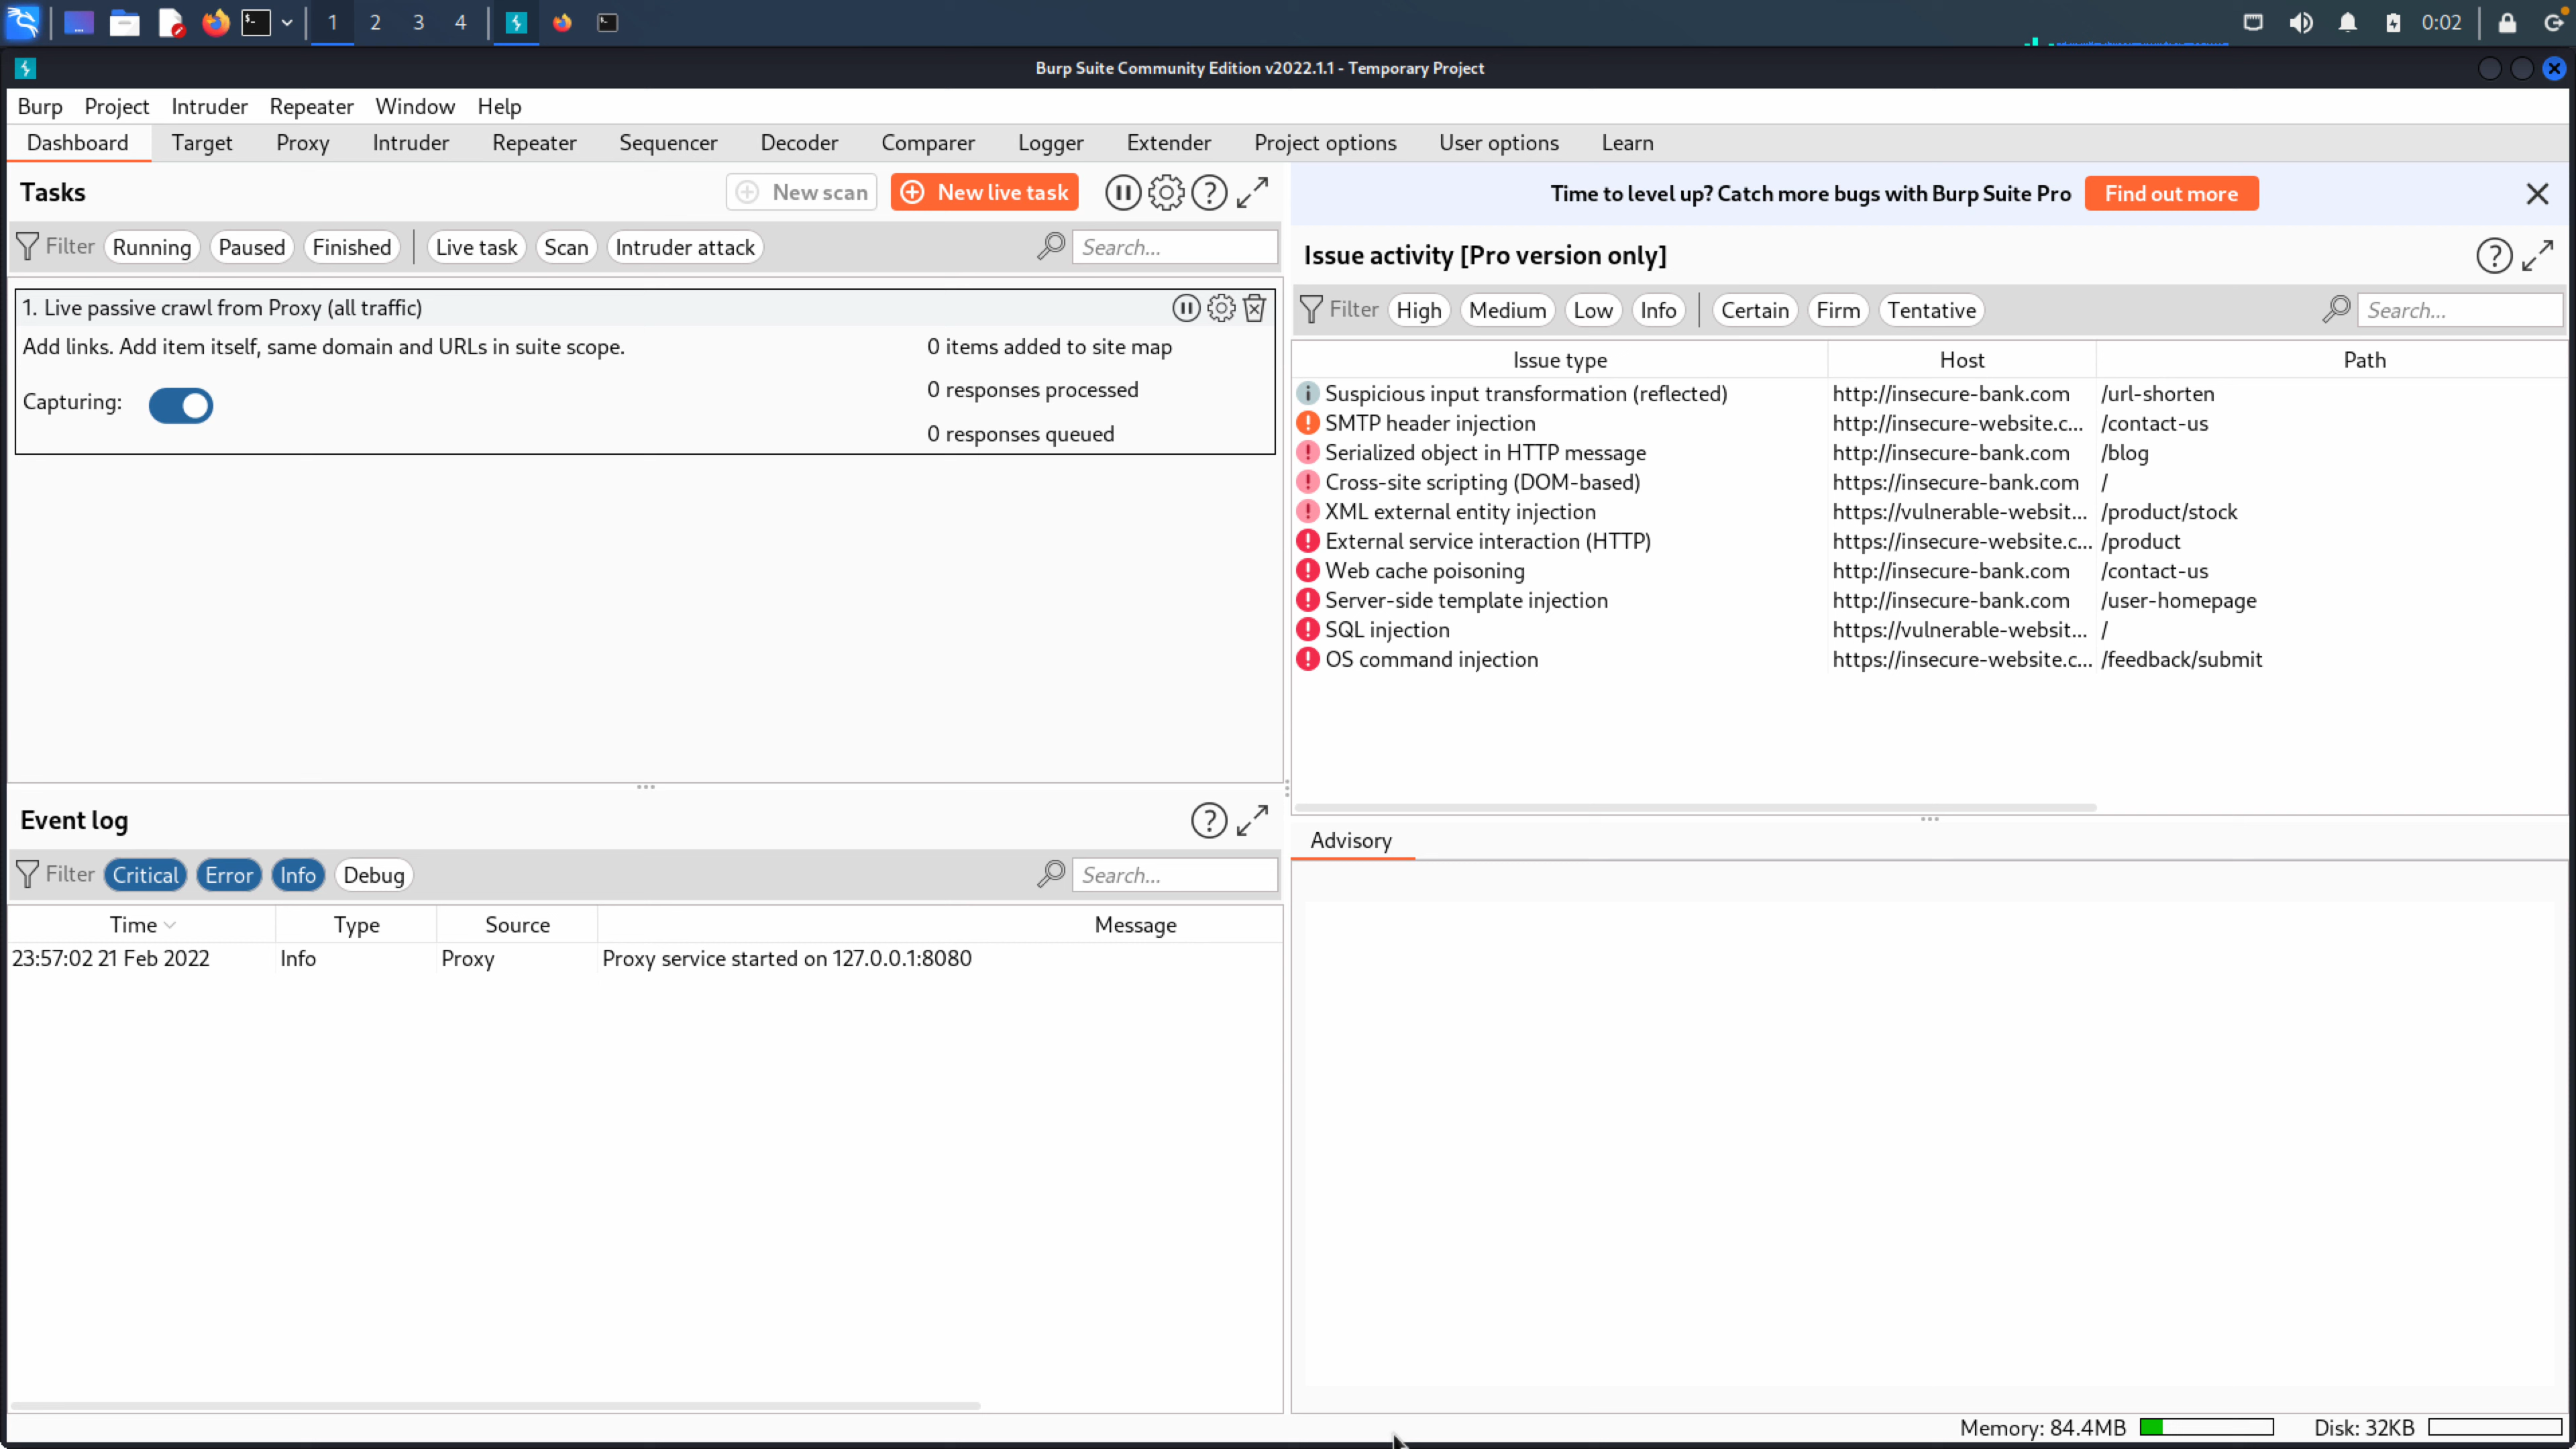 1 2 3 4 0:02
Burp Suite Community Edition v2022.1.1 - Temporary Project
Burp Project Intruder Repeater Window Help
Dashboard Target Proxy Intruder Repeater Sequencer Decoder Comparer Logger Extender Project options User options Learn
Tasks New scan New live task
Filter Running Paused Finished Live task Scan Intruder attack Search...
1. Live passive crawl from Proxy (all traffic)
Add links. Add item itself, same domain and URLs in suite scope. 0 items added to site map
Capturing: 0 responses processed
0 responses queued
Event log
Filter Critical Error Info Debug Search...
Time Type Source Message
23:57:02 21 Feb 2022 Info Proxy Proxy service started on 127.0.0.1:8080
Time to level up? Catch more bugs with Burp Suite Pro Find out more
Issue activity [Pro version only]
Filter High Medium Low Info Certain Firm Tentative Search...
Issue type Host Path
Suspicious input transformation (reflected) http://insecure-bank.com /url-shorten
SMTP header injection http://insecure-website.c... /contact-us
Serialized object in HTTP message http://insecure-bank.com /blog
Cross-site scripting (DOM-based) https://insecure-bank.com /
XML external entity injection https://vulnerable-websit... /product/stock
External service interaction (HTTP) https://insecure-website.c... /product
Web cache poisoning http://insecure-bank.com /contact-us
Server-side template injection http://insecure-bank.com /user-homepage
SQL injection https://vulnerable-websit... /
OS command injection https://insecure-website.c... /feedback/submit
Advisory
Memory: 84.4MB Disk: 32KB